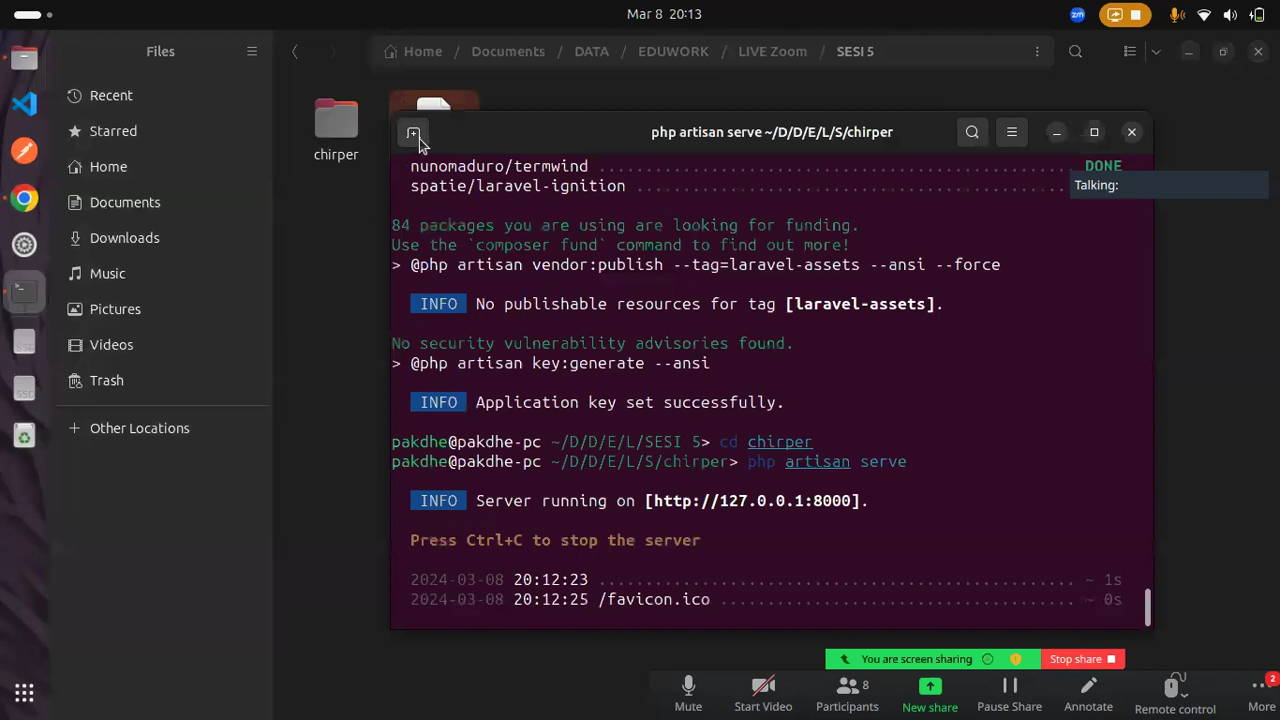 Mar 8 20:13
zm
Files
Home / Documents / DATA / EDUWORK / LIVE Zoom / SESI 5
Recent
Starred
Home
Documents
Downloads
Music
Pictures
Videos
Trash
+ Other Locations
chirper
php artisan serve ~/D/D/E/L/S/chirper
Talking:
nunomaduro/termwind ........ DONE
spatie/laravel-ignition ........
84 packages you are using are looking for funding.
Use the `composer fund` command to find out more!
> @php artisan vendor:publish --tag=laravel-assets --ansi --force
INFO No publishable resources for tag [laravel-assets].
No security vulnerability advisories found.
> @php artisan key:generate --ansi
INFO Application key set successfully.
pakdhe@pakdhe-pc ~/D/D/E/L/SESI 5> cd chirper
pakdhe@pakdhe-pc ~/D/D/E/L/S/chirper> php artisan serve
INFO Server running on [http://127.0.0.1:8000].
Press Ctrl+C to stop the server
2024-03-08 20:12:23 ........ ~ 1s
2024-03-08 20:12:25 /favicon.ico ........ ~ 0s
You are screen sharing
Stop share
8
2
Mute
Start Video
Participants
New share
Pause Share
Annotate
Remote control
More